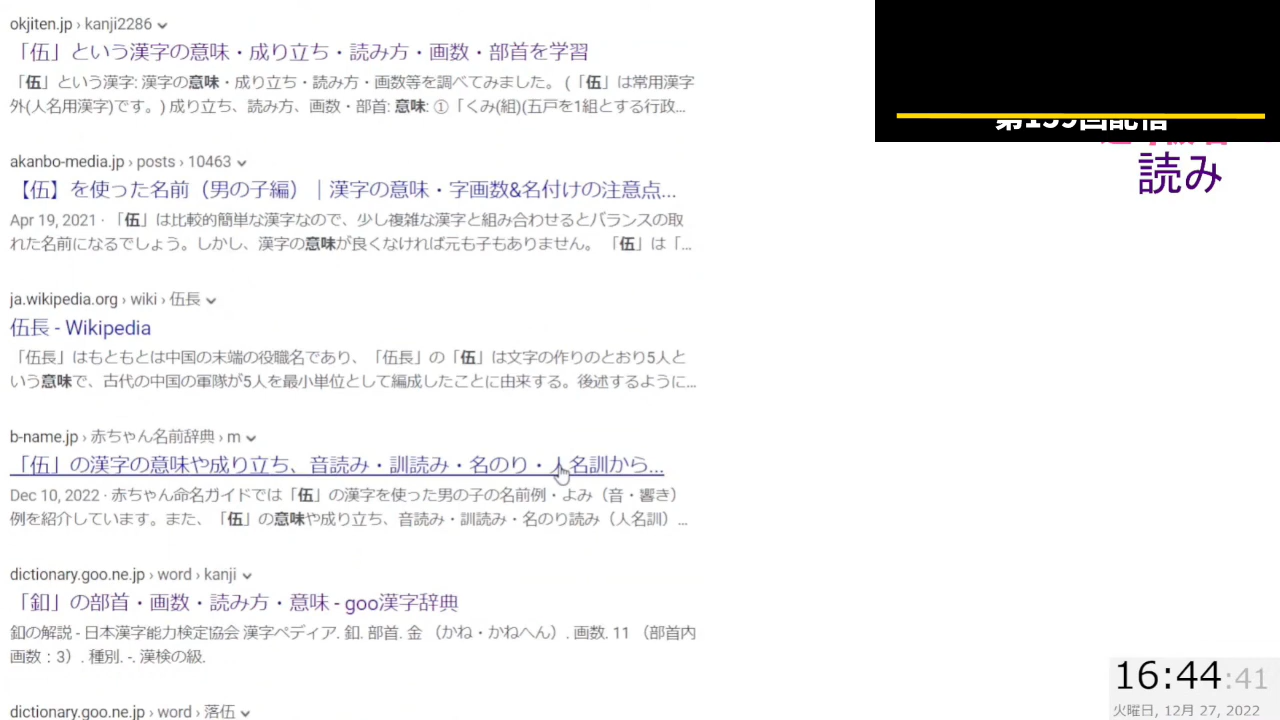 okjiten.jp › kanji2286
「伍」という漢字の意味・成り立ち・読み方・画数・部首を学習
「伍」という漢字: 漢字の意味・成り立ち・読み方・画数等を調べてみました。 (「伍」は常用漢字
外(人名用漢字)です。) 成り立ち、読み方、画数・部首: 意味: ①「くみ(組)(五戸を1組とする行政...
akanbo-media.jp › posts › 10463
【伍】を使った名前（男の子編）｜漢字の意味・字画数&名付けの注意点...
Apr 19, 2021 · 「伍」は比較的簡単な漢字なので、少し複雑な漢字と組み合わせるとバランスの取
れた名前になるでしょう。しかし、漢字の意味が良くなければ元も子もありません。 「伍」は「...
ja.wikipedia.org › wiki › 伍長
伍長 - Wikipedia
「伍長」はもともとは中国の末端の役職名であり、「伍長」の「伍」は文字の作りのとおり5人と
いう意味で、古代の中国の軍隊が5人を最小単位として編成したことに由来する。後述するように...
b-name.jp › 赤ちゃん名前辞典 › m
「伍」の漢字の意味や成り立ち、音読み・訓読み・名のり・人名訓から...
Dec 10, 2022 · 赤ちゃん命名ガイドでは「伍」の漢字を使った男の子の名前例・よみ（音・響き）
例を紹介しています。また、「伍」の意味や成り立ち、音読み・訓読み・名のり読み（人名訓）...
dictionary.goo.ne.jp › word › kanji
「釦」の部首・画数・読み方・意味 - goo漢字辞典
釦の解説 - 日本漢字能力検定協会 漢字ペディア. 釦. 部首. 金 （かね・かねへん）. 画数. 11 （部首内
画数：3）. 種別. -. 漢検の級.
dictionary.goo.ne.jp › word › 落伍
第199回配信
読み
16:44:41
火曜日, 12月 27, 2022